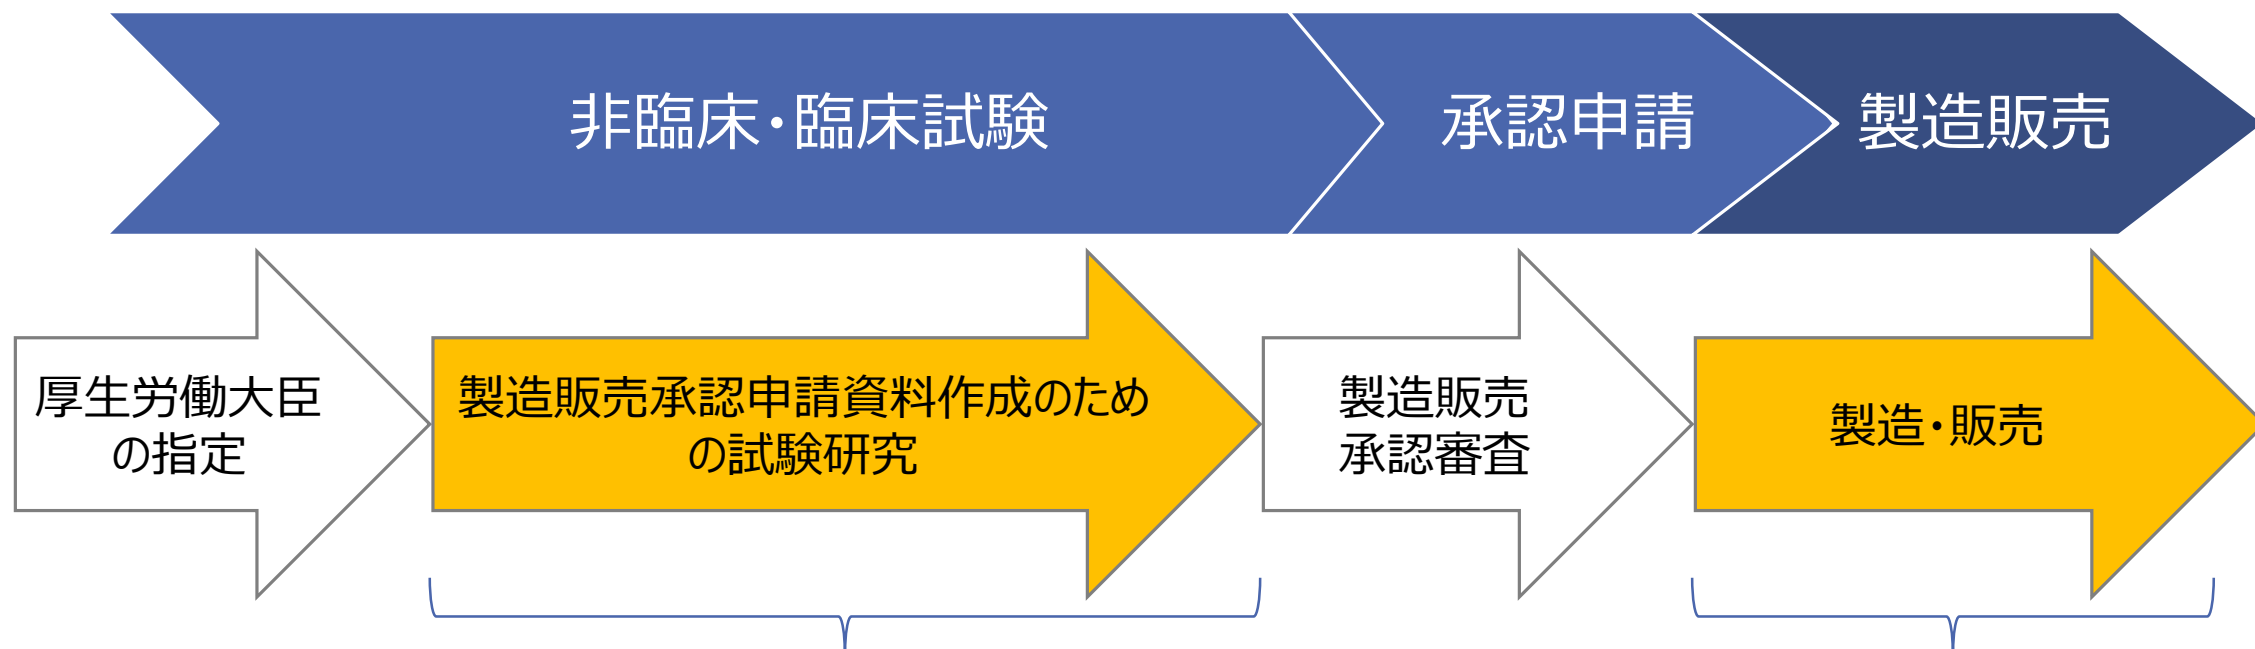 非臨床・臨床試験
承認申請
製造販売
厚生労働大臣
の指定
製造販売承認申請資料作成のため
の試験研究
製造販売
承認審査
製造・販売